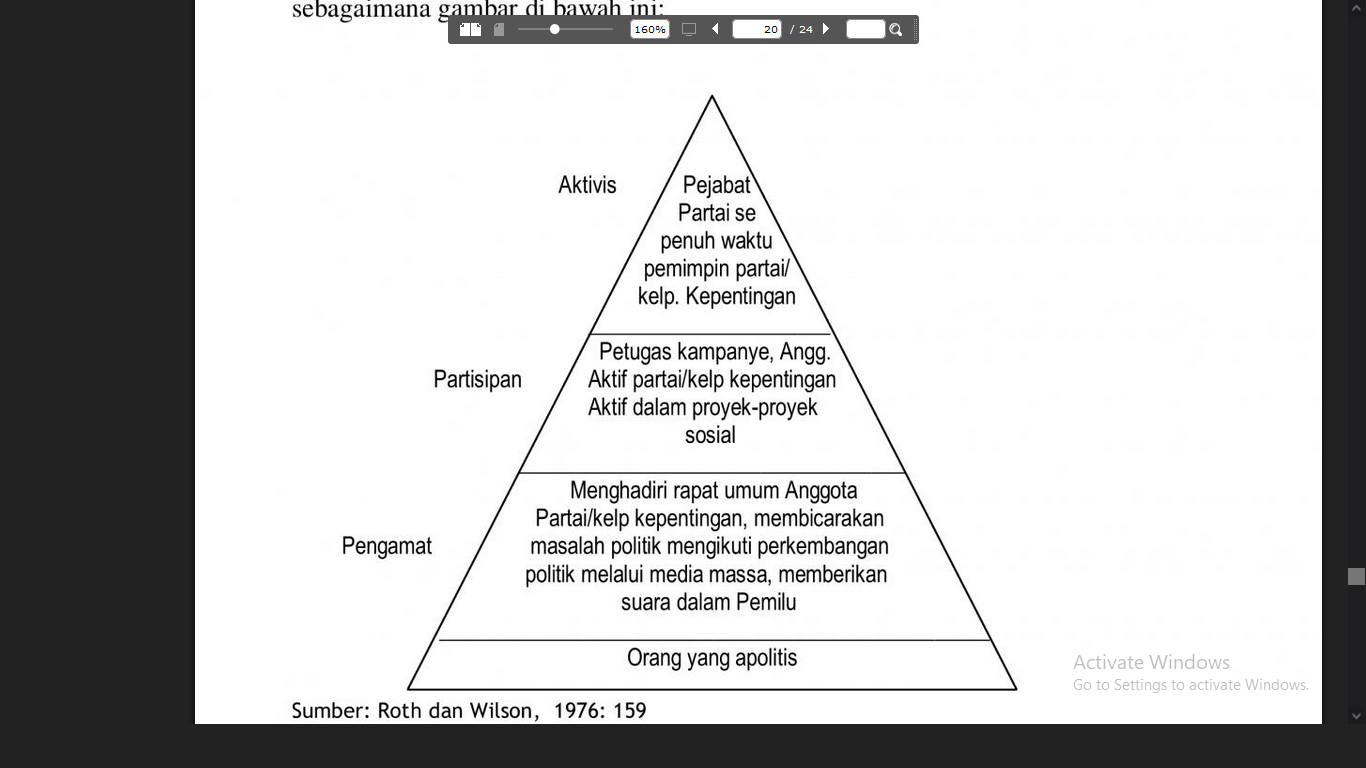 sebagaimana gambar di bawah ini:
160%
20 / 24
Aktivis
Pejabat
Partai se
penuh waktu
pemimpin partai/
kelp. Kepentingan
Partisipan
Petugas kampanye, Angg.
Aktif partai/kelp kepentingan
Aktif dalam proyek-proyek
sosial
Pengamat
Menghadiri rapat umum Anggota
Partai/kelp kepentingan, membicarakan
masalah politik mengikuti perkembangan
politik melalui media massa, memberikan
suara dalam Pemilu
Orang yang apolitis
Sumber: Roth dan Wilson, 1976: 159
Activate Windows
Go to Settings to activate Windows.